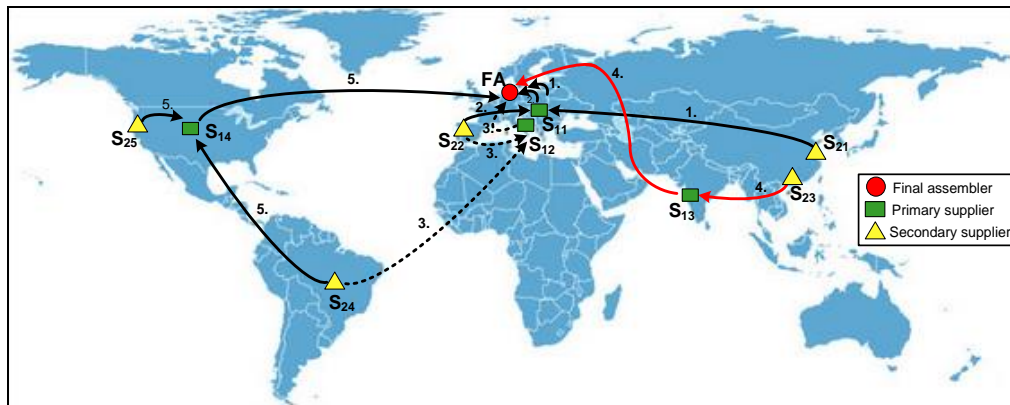 5.
4.
FA
1.
2.
5.
2.
1.
S25
S14
S22
3.
S11
S12
S21
3.
4.
S23
S13
5.
3.
S24
Final assembler
Primary supplier
Secondary supplier